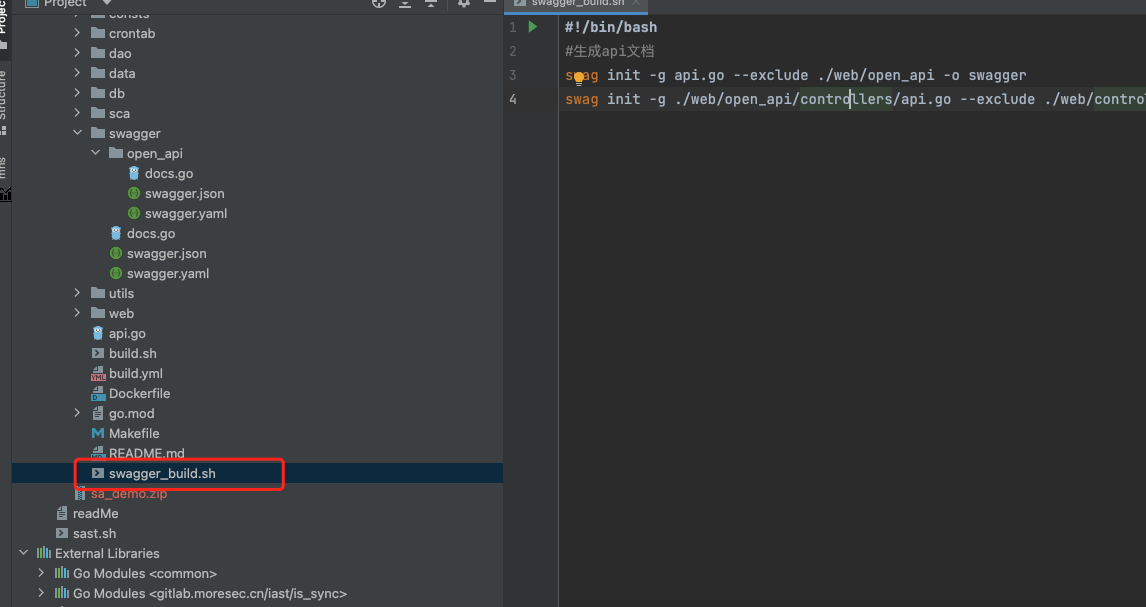 Project
consts
crontab
dao
data
db
sca
swagger
open_api
docs.go
swagger.json
swagger.yaml
docs.go
swagger.json
swagger.yaml
utils
web
api.go
build.sh
build.yml
Dockerfile
go.mod
Makefile
README.md
swagger_build.sh
sa_demo.zip
readMe
sast.sh
External Libraries
Go Modules <common>
Go Modules <gitlab.moresec.cn/iast/is_sync>
Project
Structure
swagger_build.sh
1 #!/bin/bash
2 #生成api文档
3 swag init -g api.go --exclude ./web/open_api -o swagger
4 swag init -g ./web/open_api/controllers/api.go --exclude ./web/contro